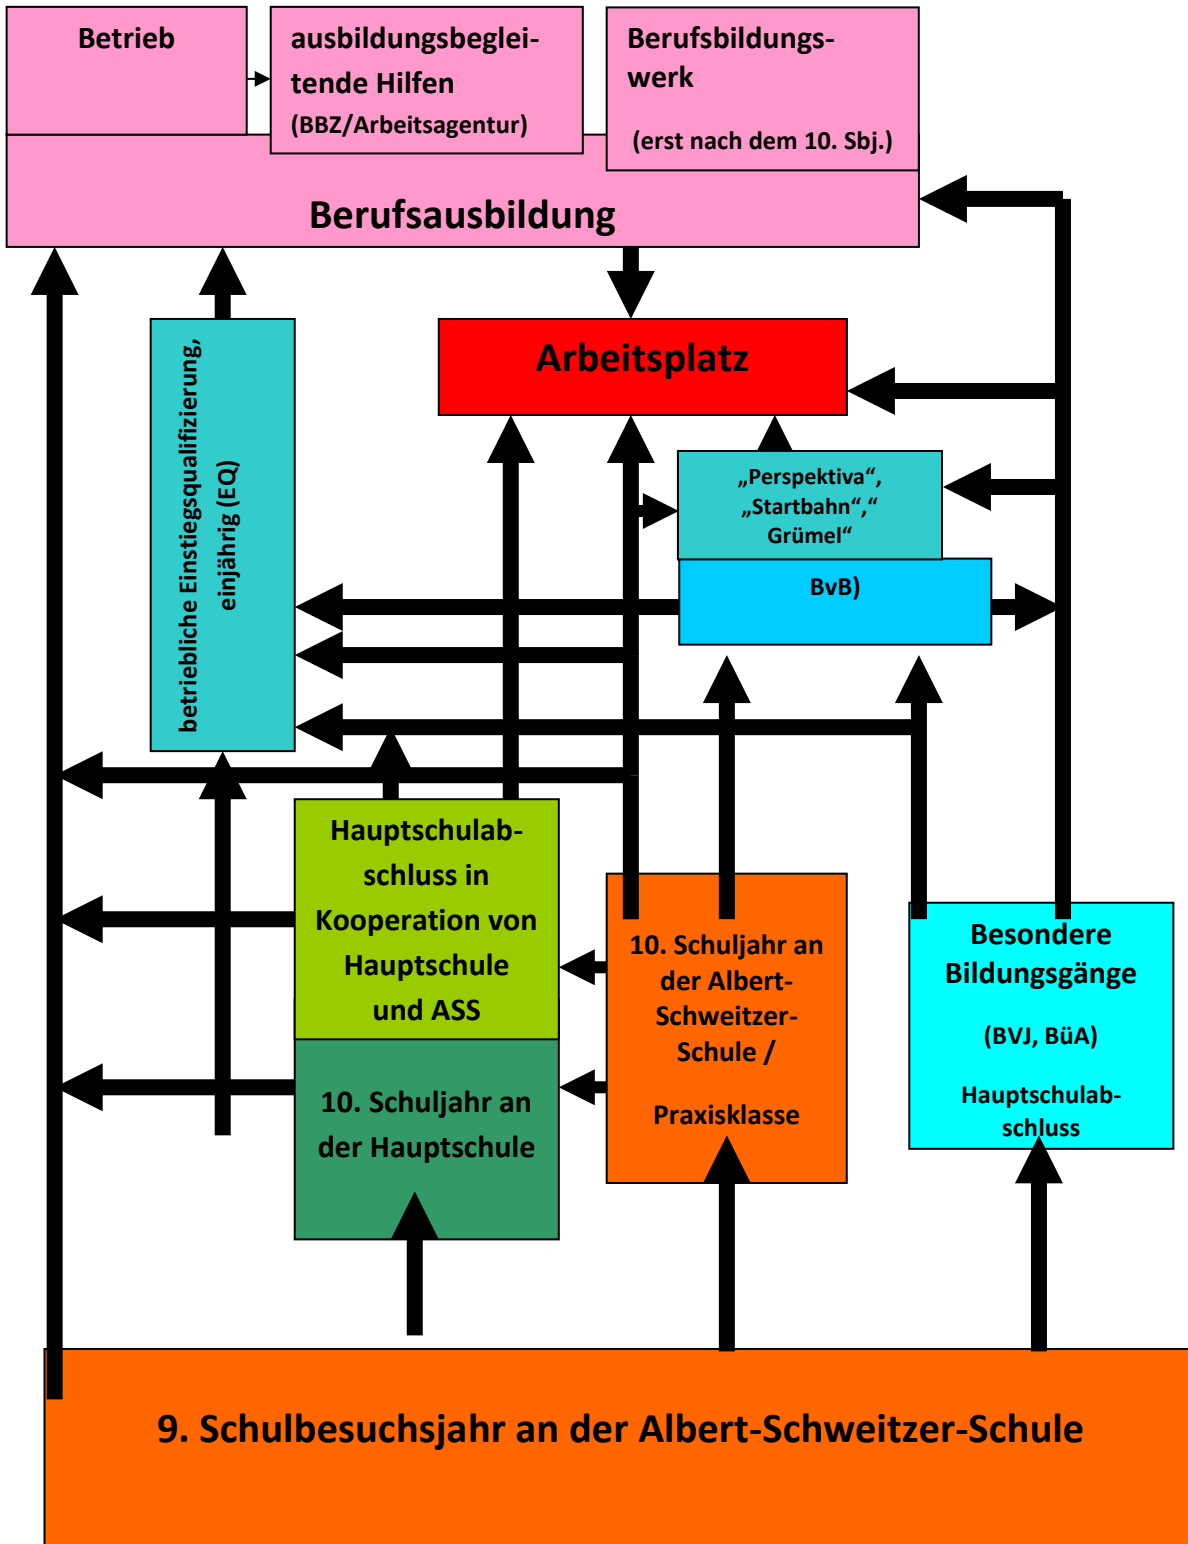 Betrieb
ausbildungsbeglei-
tende Hilfen
(BBZ/Arbeitsagentur)
Berufsbildungs-
werk
(erst nach dem 10. Sbj.)
Berufsausbildung
betriebliche Einstiegsqualifizierung,
einjährig (EQ)
Arbeitsplatz
„Perspektiva“,
„Startbahn“,“
Grümel“
BvB)
Hauptschulab-
schluss in
Kooperation von
Hauptschule
und ASS
10. Schuljahr an
der Hauptschule
10. Schuljahr an
der Albert-
Schweitzer-
Schule /
Praxisklasse
Besondere
Bildungsgänge
(BVJ, BüA)
Hauptschulab-
schluss
9. Schulbesuchsjahr an der Albert-Schweitzer-Schule